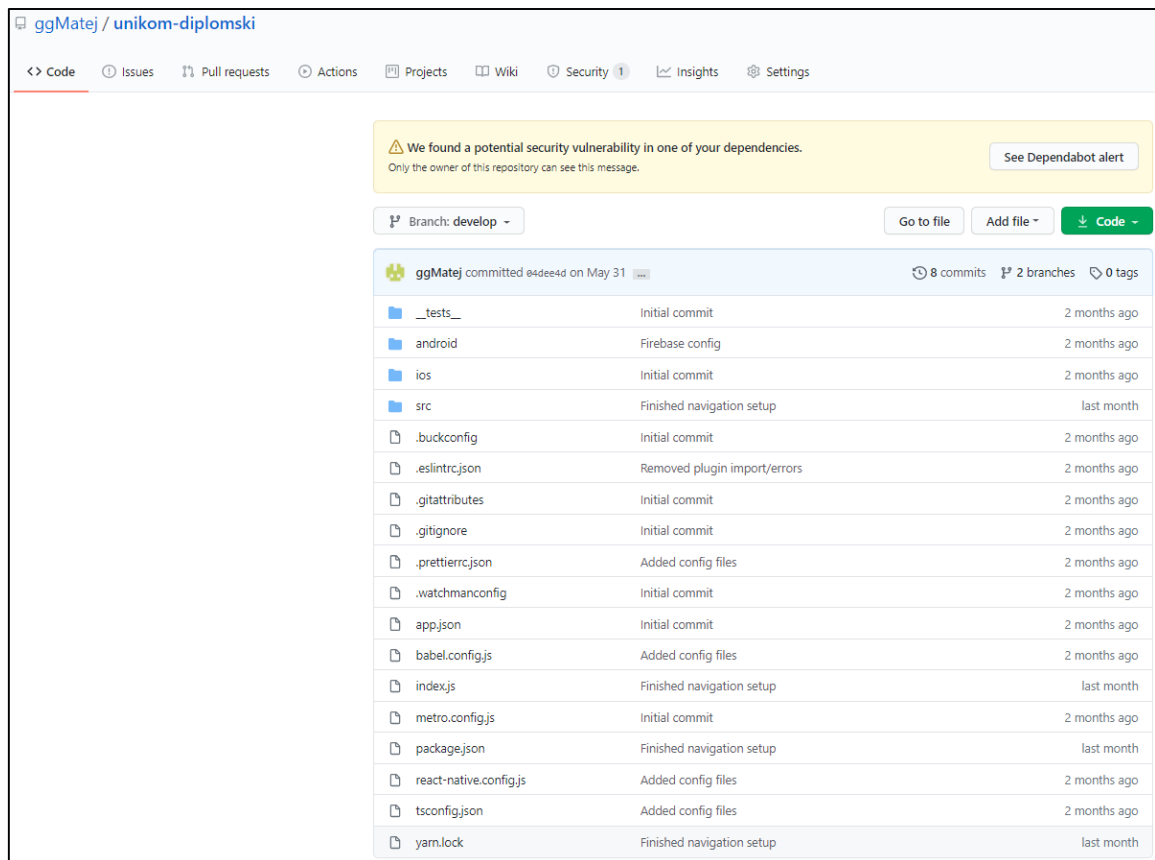 ggMatej / unikom-diplomski
<> Code Issues Pull requests Actions Projects Wiki Security 1 Insights Settings
We found a potential security vulnerability in one of your dependencies.
Only the owner of this repository can see this message.
See Dependabot alert
Branch: develop Go to file Add file Code
ggMatej committed 04dee4d on May 31 ... 8 commits 2 branches 0 tags
__tests__ Initial commit 2 months ago
android Firebase config 2 months ago
ios Initial commit 2 months ago
src Finished navigation setup last month
.buckconfig Initial commit 2 months ago
.eslintrc.json Removed plugin import/errors 2 months ago
.gitattributes Initial commit 2 months ago
.gitignore Initial commit 2 months ago
.prettierrc.json Added config files 2 months ago
.watchmanconfig Initial commit 2 months ago
app.json Initial commit 2 months ago
babel.config.js Added config files 2 months ago
index.js Finished navigation setup last month
metro.config.js Initial commit 2 months ago
package.json Finished navigation setup last month
react-native.config.js Added config files 2 months ago
tsconfig.json Added config files 2 months ago
yarn.lock Finished navigation setup last month